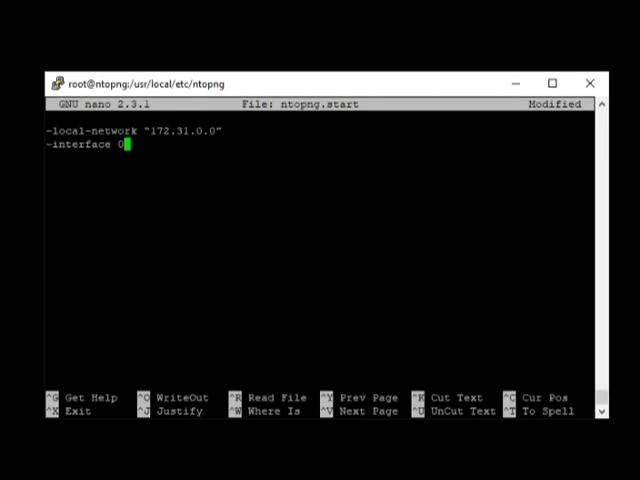 root@ntopng:/usr/local/etc/ntopng
GNU nano 2.3.1 File: ntopng.start Modified
-local-network “172.31.0.0”
-interface 0
^G Get Help ^O WriteOut ^R Read File ^Y Prev Page ^K Cut Text ^C Cur Pos
^X Exit ^J Justify ^W Where Is ^V Next Page ^U UnCut Text ^T To Spell